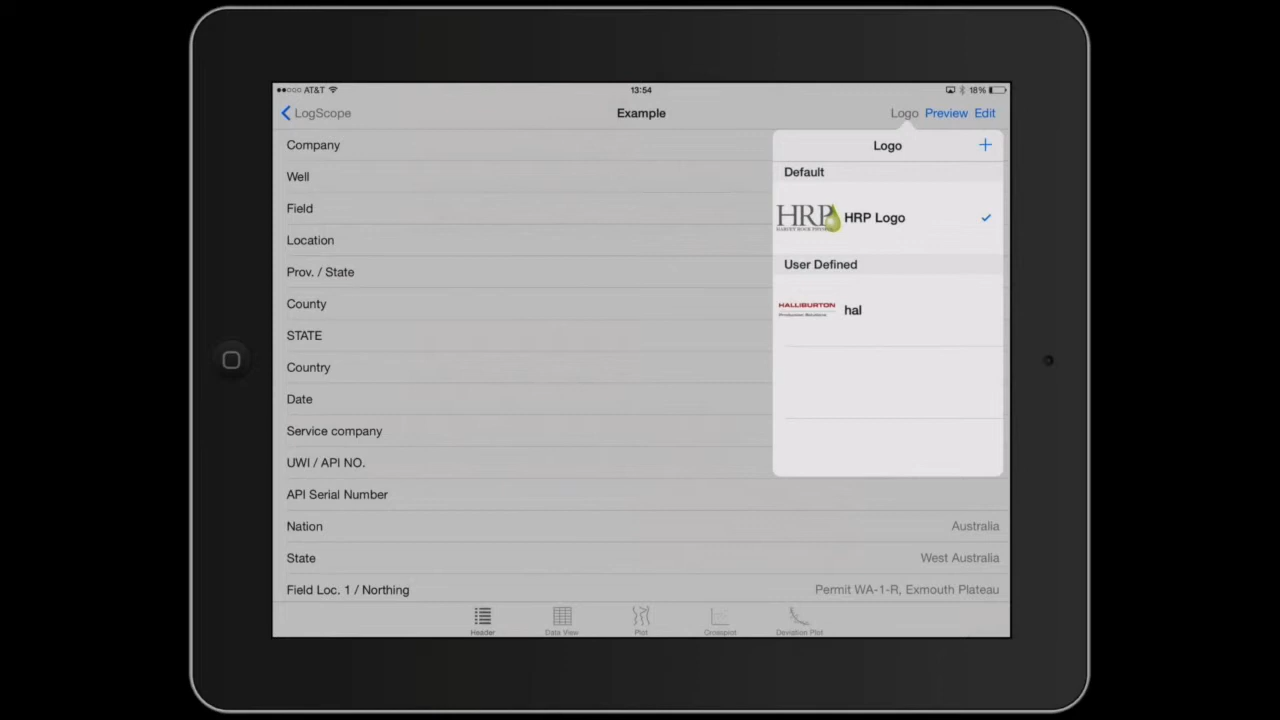 AT&T 13:54 18%
LogScope Example Logo Preview Edit
Company
Well
Field
Location
Prov. / State
County
STATE
Country
Date
Service company
UWI / API NO.
API Serial Number
Nation Australia
State West Australia
Field Loc. 1 / Northing Permit WA-1-R, Exmouth Plateau
Logo +
Default
HRP HRP Logo
User Defined
HALLIBURTON hal
Production Solutions
Header Data View Plot Crossplot Deviation Plot